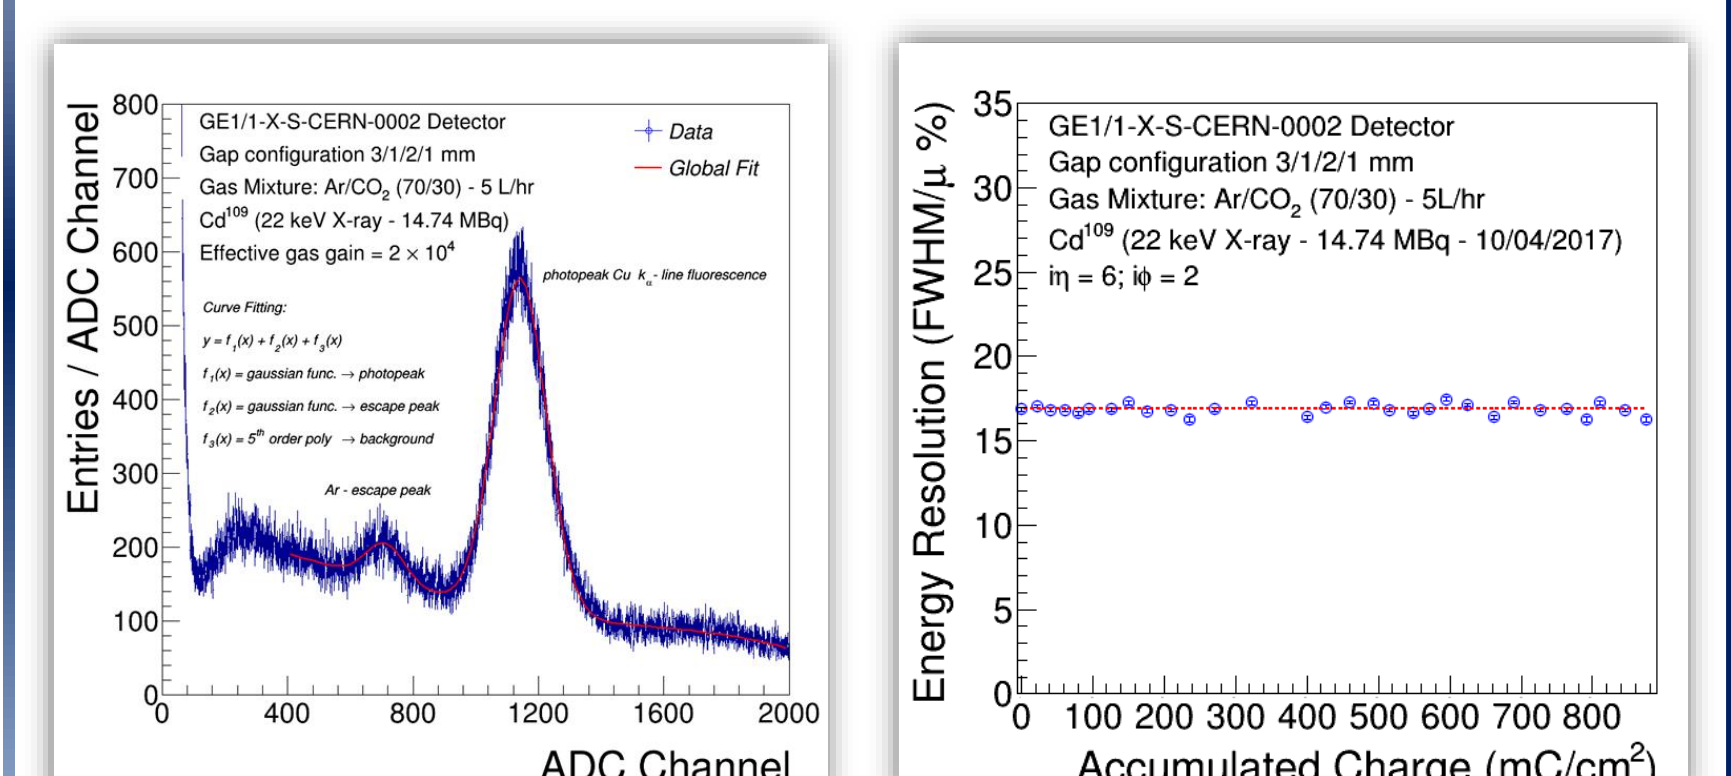 Entries / ADC Channel
800
700
600
500
400
300
200
100
0
GE1/1-X-S-CERN-0002 Detector
Gap configuration 3/1/2/1 mm
Gas Mixture: Ar/CO2 (70/30) - 5 L/hr
Cd109 (22 keV X-ray - 14.74 MBq)
Effective gas gain = 2 × 10⁴
Data
Global Fit
photopeak Cu kα - line fluorescence
Curve Fitting:
y = f1(x) + f2(x) + f3(x)
f1(x) = gaussian func. → photopeak
f2(x) = gaussian func. → escape peak
f3(x) = 5th order poly → background
Ar - escape peak
0 400 800 1200 1600 2000
ADC Channel
Energy Resolution (FWHM/μ %)
35
30
25
20
15
10
5
0
GE1/1-X-S-CERN-0002 Detector
Gap configuration 3/1/2/1 mm
Gas Mixture: Ar/CO2 (70/30) - 5L/hr
Cd109 (22 keV X-ray - 14.74 MBq - 10/04/2017)
iη = 6; iϕ = 2
0 100 200 300 400 500 600 700 800
Accumulated Charge (mC/cm²)